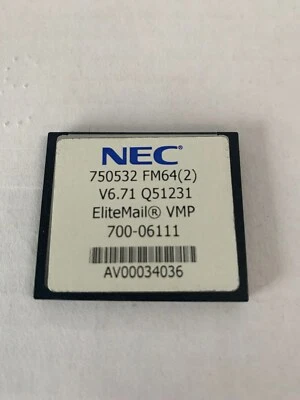 NEC
750532 FM64(2)
V6.71 Q51231
EliteMail® VMP
700-06111
AV00034036